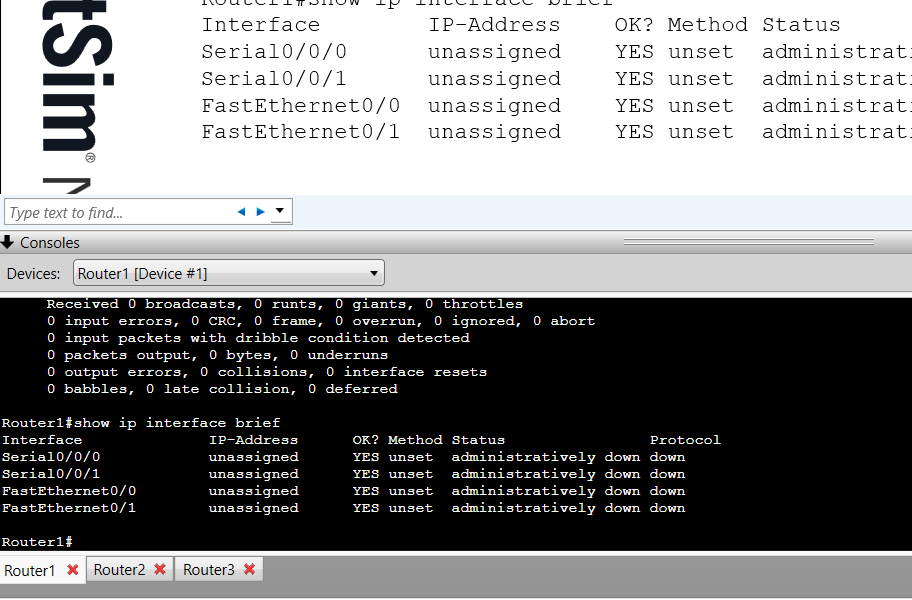 Router1#show ip interface brief
Interface IP-Address OK? Method Status
Serial0/0/0 unassigned YES unset administrati
Serial0/0/1 unassigned YES unset administrati
FastEthernet0/0 unassigned YES unset administrati
FastEthernet0/1 unassigned YES unset administrati
tSim®
Type text to find...
Consoles
Devices: Router1 [Device #1]
Received 0 broadcasts, 0 runts, 0 giants, 0 throttles
0 input errors, 0 CRC, 0 frame, 0 overrun, 0 ignored, 0 abort
0 input packets with dribble condition detected
0 packets output, 0 bytes, 0 underruns
0 output errors, 0 collisions, 0 interface resets
0 babbles, 0 late collision, 0 deferred
Router1#show ip interface brief
Interface IP-Address OK? Method Status Protocol
Serial0/0/0 unassigned YES unset administratively down down
Serial0/0/1 unassigned YES unset administratively down down
FastEthernet0/0 unassigned YES unset administratively down down
FastEthernet0/1 unassigned YES unset administratively down down
Router1#
Router1 Router2 Router3